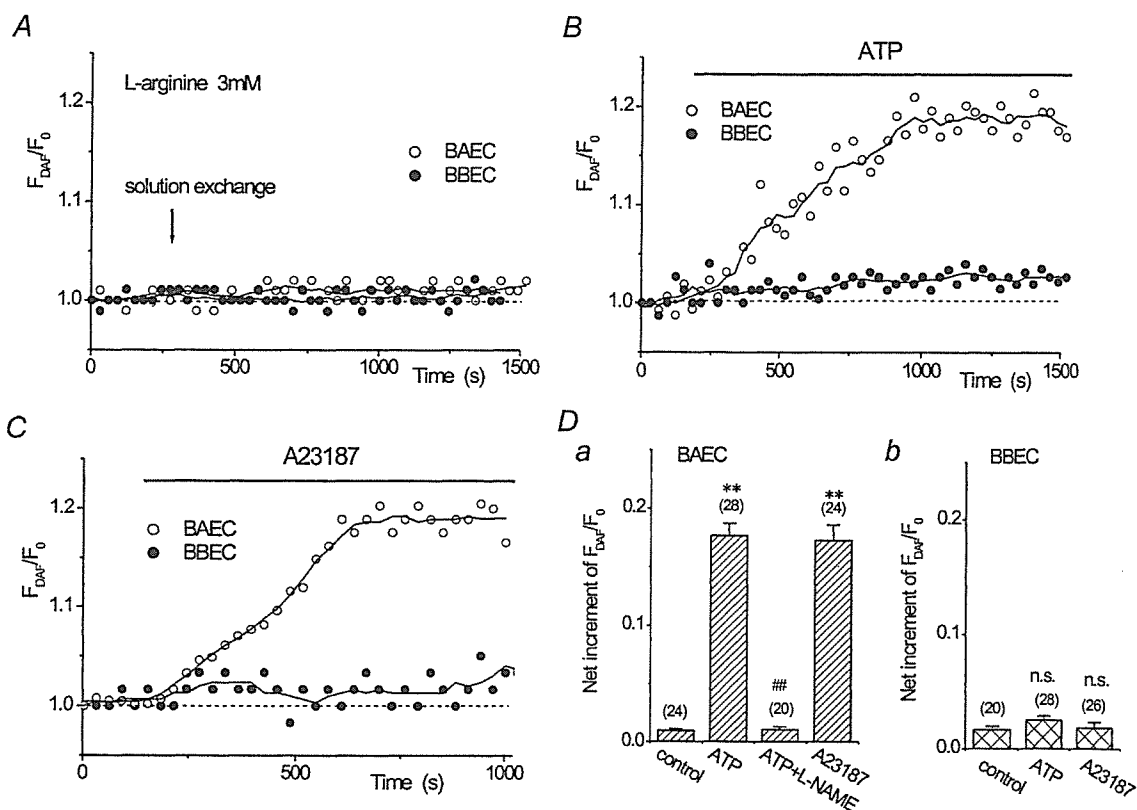 A
L-arginine 3mM
BAEC
BBEC
solution exchange
F_DAF/F_0
1.2
1.1
1.0
0
500
1000
1500
Time (s)
B
ATP
BAEC
BBEC
F_DAF/F_0
1.2
1.1
1.0
0
500
1000
1500
Time (s)
C
A23187
BAEC
BBEC
F_DAF/F_0
1.2
1.1
1.0
0
500
1000
Time (s)
D
a
BAEC
Net increment of F_DAF/F_0
0.2
0.1
0.0
(24)
**
(28)
##
(20)
**
(24)
control
ATP
ATP+L-NAME
A23187
b
BBEC
Net increment of F_DAF/F_0
0.2
0.1
0.0
(20)
n.s.
(28)
n.s.
(26)
control
ATP
A23187